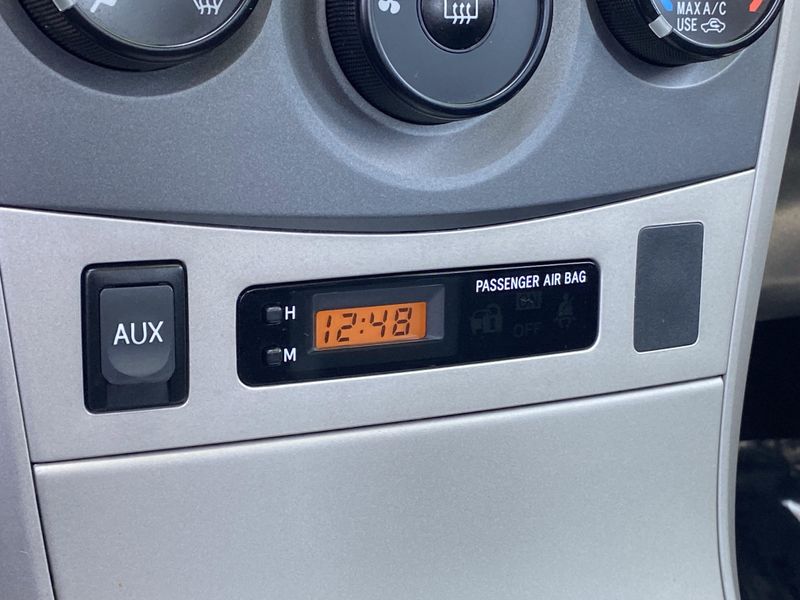 MAX A/C
USE
PASSENGER AIR BAG
H
12:48
AUX
OFF
M